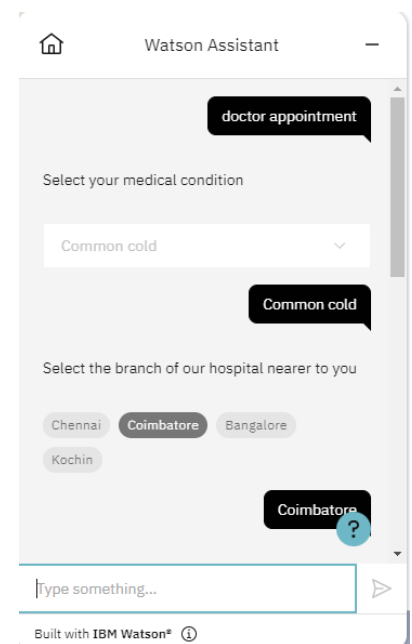 Watson Assistant
doctor appointment
Select your medical condition
Common cold
Common cold
Select the branch of our hospital nearer to you
Chennai Coimbatore Bangalore
Kochin
Coimbatore
?
Type something...
Built with IBM Watson®